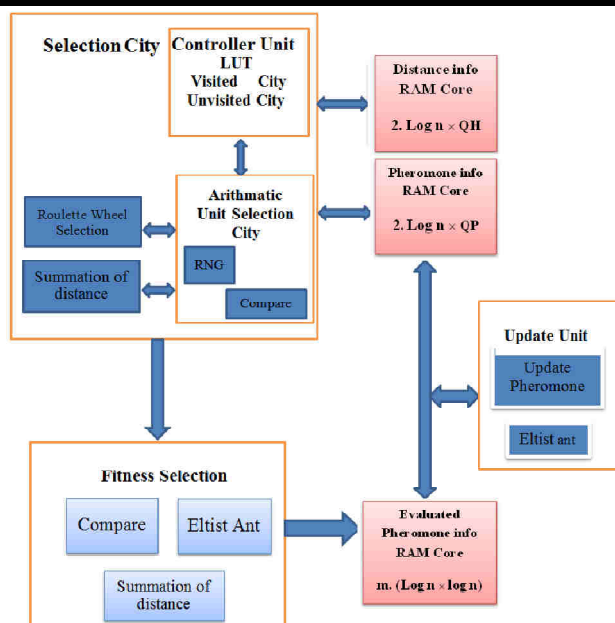 Selection City
Controller Unit
LUT
Visited City
Unvisited City
Distance info
RAM Core
2. Log n × QH
Pheromone info
RAM Core
2. Log n × QP
Arithmatic
Unit Selection
City
RNG
Compare
Roulette Wheel
Selection
Summation of
distance
Update Unit
Update
Pheromone
Eltist ant
Fitness Selection
Compare
Eltist Ant
Summation of
distance
Evaluated
Pheromone info
RAM Core
m. (Log n × log n)